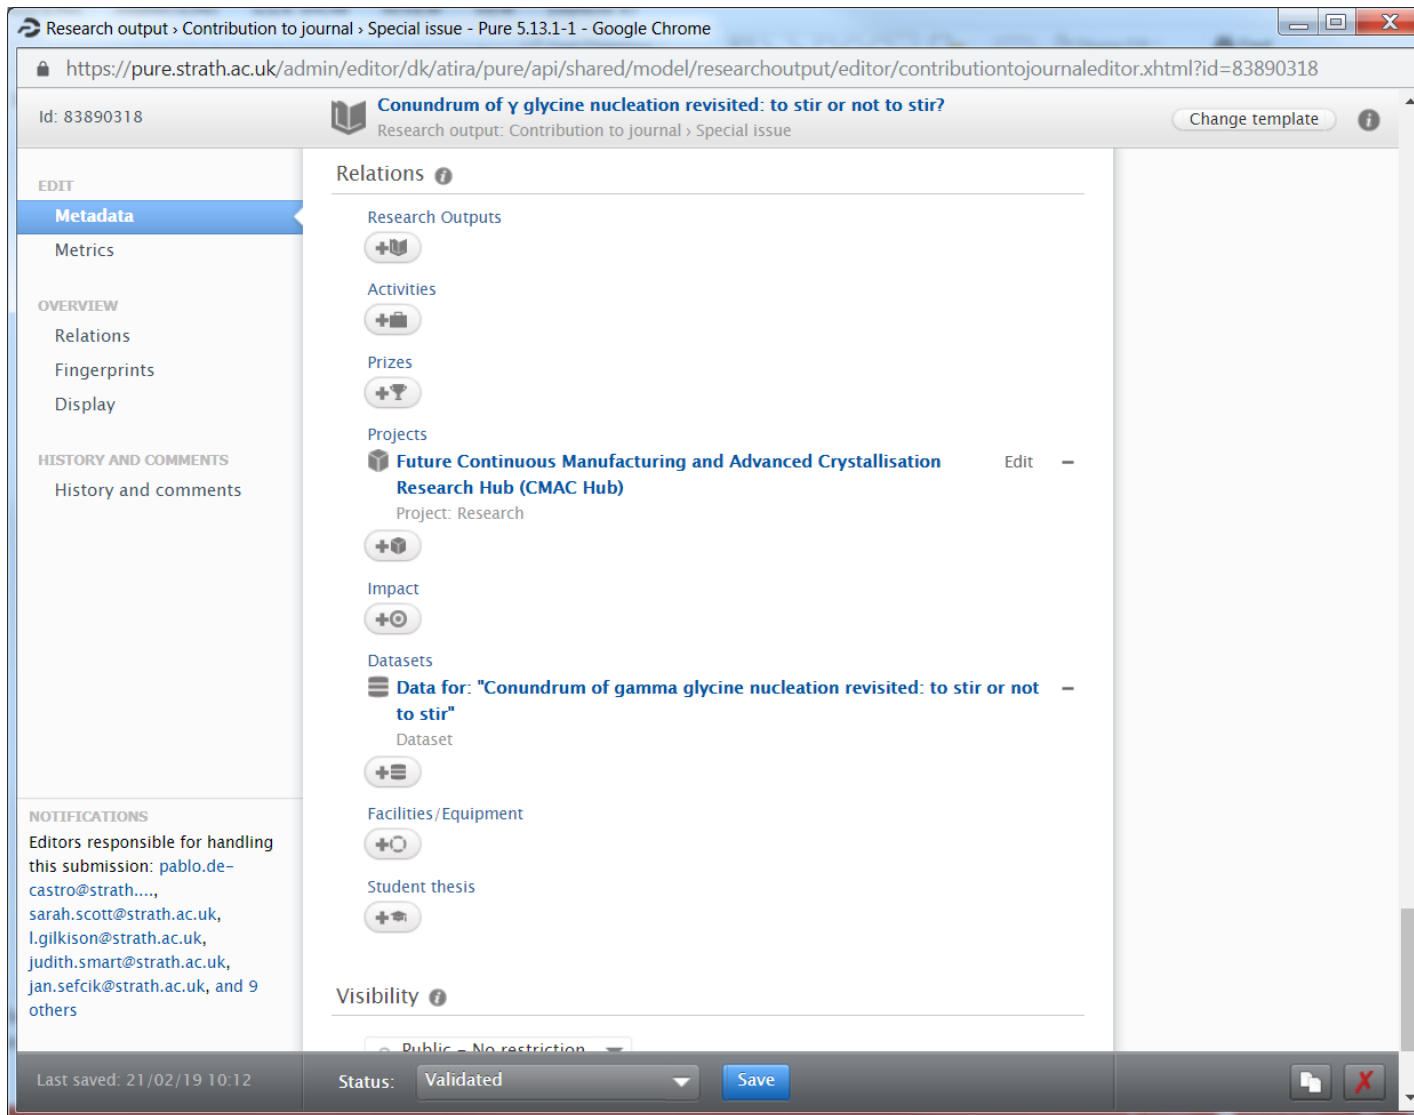 Research output › Contribution to journal › Special issue - Pure 5.13.1-1 - Google Chrome
https://pure.strath.ac.uk/admin/editor/dk/atira/pure/api/shared/model/researchoutput/editor/contributiontojournaleditor.xhtml?id=83890318
Id: 83890318
Conundrum of γ glycine nucleation revisited: to stir or not to stir?
Research output: Contribution to journal › Special issue
Change template
EDIT
Metadata
Metrics
OVERVIEW
Relations
Fingerprints
Display
HISTORY AND COMMENTS
History and comments
NOTIFICATIONS
Editors responsible for handling
this submission: pablo.de-
castro@strath....,
sarah.scott@strath.ac.uk,
l.gilkison@strath.ac.uk,
judith.smart@strath.ac.uk,
jan.sefcik@strath.ac.uk, and 9
others
Relations
Research Outputs
Activities
Prizes
Projects
Future Continuous Manufacturing and Advanced Crystallisation
Research Hub (CMAC Hub)
Edit
Project: Research
Impact
Datasets
Data for: "Conundrum of gamma glycine nucleation revisited: to stir or not
to stir"
Dataset
Facilities/Equipment
Student thesis
Visibility
Public - No restriction
Last saved: 21/02/19 10:12
Status:
Validated
Save